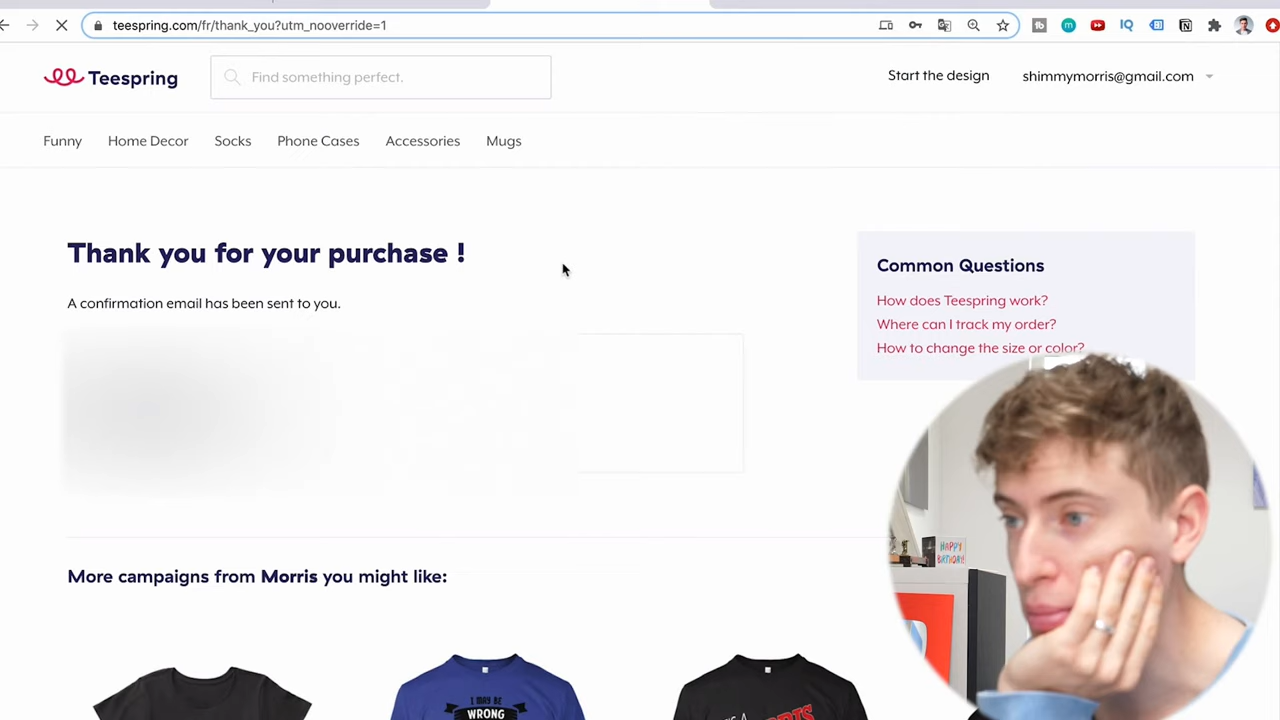 teespring.com/fr/thank_you?utm_nooverride=1
Teespring
Find something perfect.
Start the design
shimmymorris@gmail.com
Funny
Home Decor
Socks
Phone Cases
Accessories
Mugs
Thank you for your purchase !
A confirmation email has been sent to you.
Common Questions
How does Teespring work?
Where can I track my order?
How to change the size or color?
HAPPY
BIRTHDAY!
More campaigns from Morris you might like:
I MAY BE
WRONG